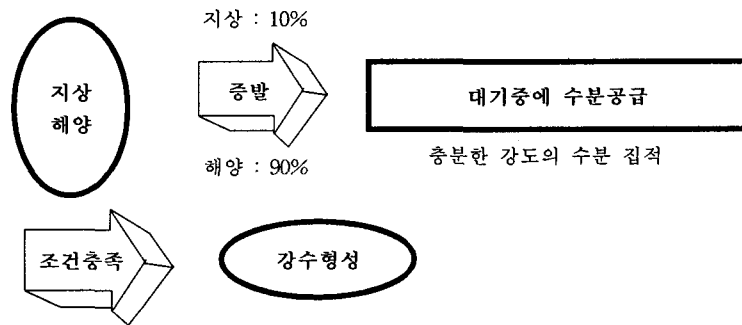 지상 : 10%
지상
해양
증발
대기중에 수분공급
해양 : 90%
충분한 강도의 수분 집적
조건충족
강수형성